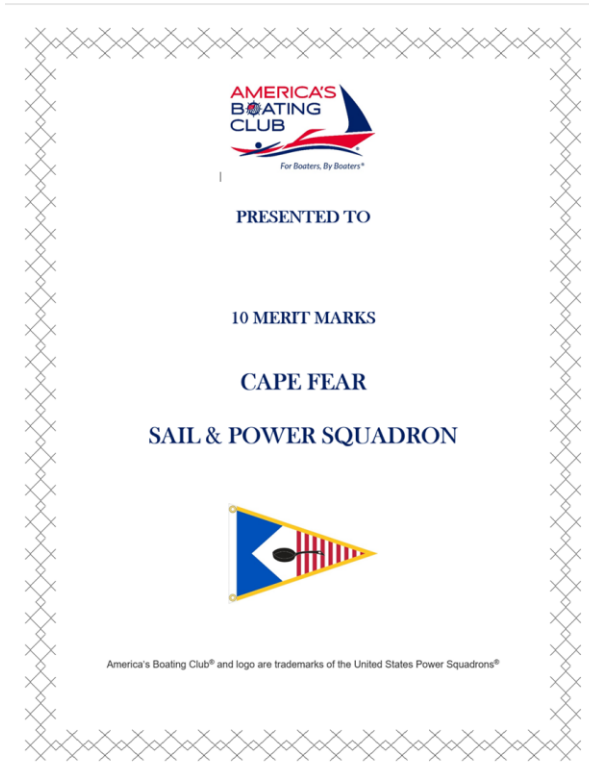 AMERICA'S
BOATING
CLUB
®
For Boaters, By Boaters®
PRESENTED TO
10 MERIT MARKS
CAPE FEAR
SAIL & POWER SQUADRON
America's Boating Club® and logo are trademarks of the United States Power Squadrons®